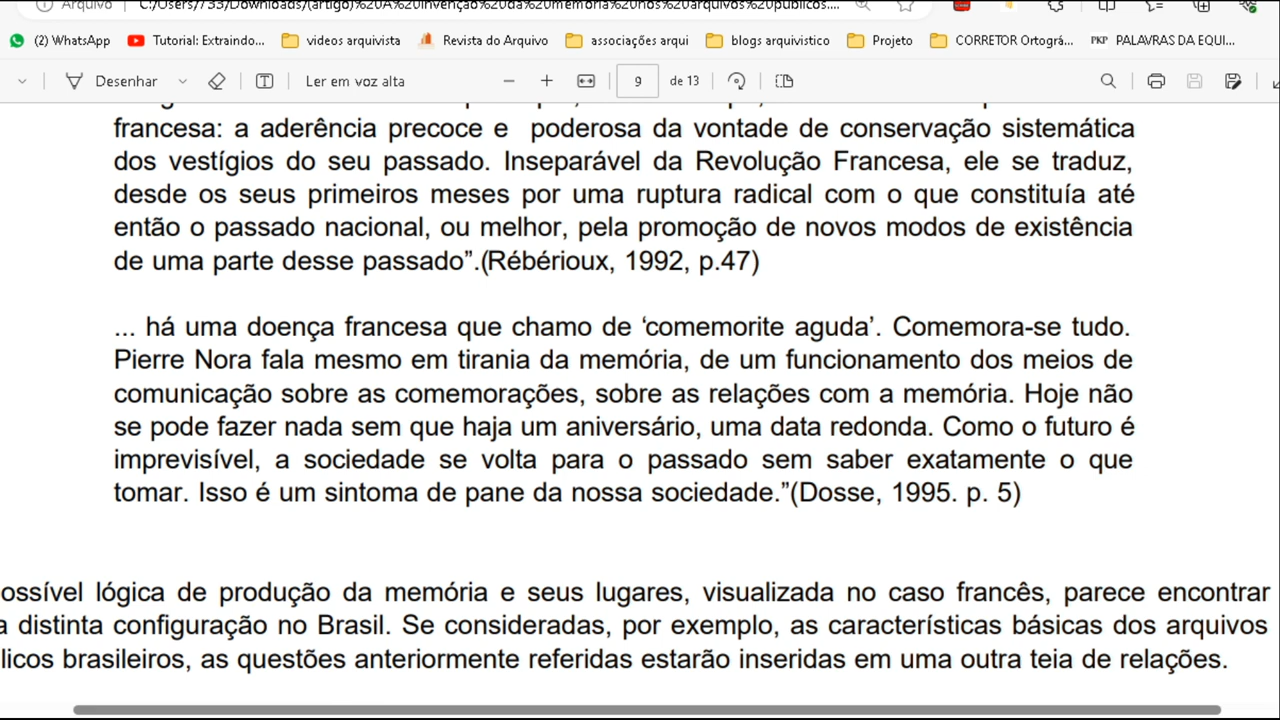 Arquivo C:/Users/733/Downloads/(artigo)%20A%20invenção%20da%20memória%20nos%20arquivos%20públicos....
(2) WhatsApp Tutorial: Extraindo... videos arquivista Revista do Arquivo associações arqui blogs arquivistico Projeto CORRETOR Ortográ... PKP PALAVRAS DA EQUI...
Desenhar Ler em voz alta 9 de 13
francesa: a aderência precoce e poderosa da vontade de conservação sistemática
dos vestígios do seu passado. Inseparável da Revolução Francesa, ele se traduz,
desde os seus primeiros meses por uma ruptura radical com o que constituía até
então o passado nacional, ou melhor, pela promoção de novos modos de existência
de uma parte desse passado”.(Rébérioux, 1992, p.47)
... há uma doença francesa que chamo de ‘comemorite aguda’. Comemora-se tudo.
Pierre Nora fala mesmo em tirania da memória, de um funcionamento dos meios de
comunicação sobre as comemorações, sobre as relações com a memória. Hoje não
se pode fazer nada sem que haja um aniversário, uma data redonda. Como o futuro é
imprevisível, a sociedade se volta para o passado sem saber exatamente o que
tomar. Isso é um sintoma de pane da nossa sociedade.”(Dosse, 1995. p. 5)
ossível lógica de produção da memória e seus lugares, visualizada no caso francês, parece encontrar
a distinta configuração no Brasil. Se consideradas, por exemplo, as características básicas dos arquivos
licos brasileiros, as questões anteriormente referidas estarão inseridas em uma outra teia de relações.